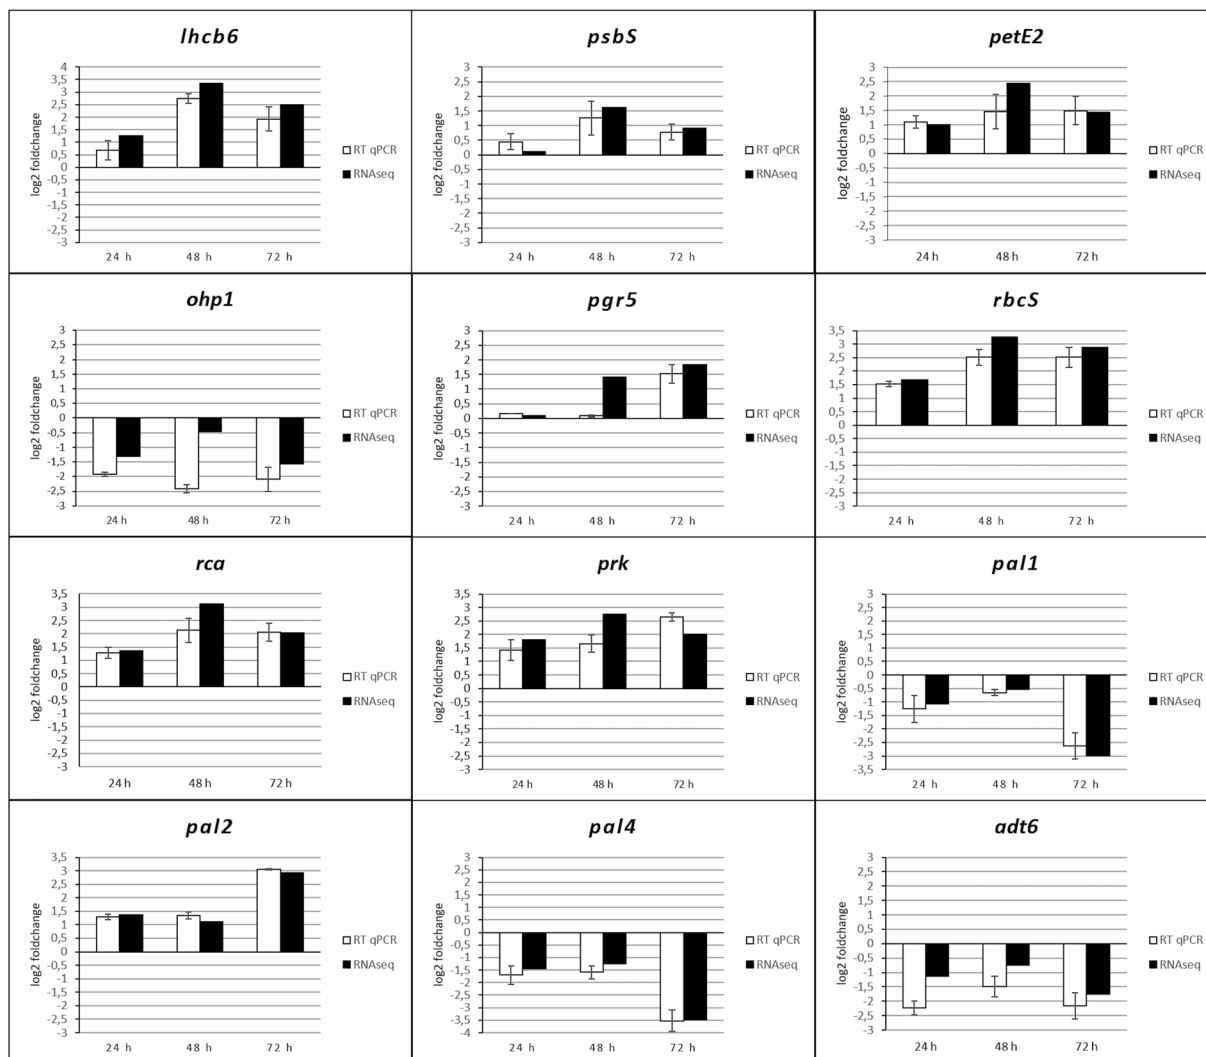 lhcb6
4
3,5
3
2,5
2
1,5
1
0,5
0
-0,5
-1
-1,5
-2
-2,5
-3
log2 foldchange
RT qPCR
RNAseq
24 h 48 h 72 h
psbS
3
2,5
2
1,5
1
0,5
0
-0,5
-1
-1,5
-2
-2,5
-3
log2 foldchange
RT qPCR
RNAseq
24 h 48 h 72 h
petE2
3
2,5
2
1,5
1
0,5
0
-0,5
-1
-1,5
-2
-2,5
-3
log2 foldchange
RT qPCR
RNAseq
24 h 48 h 72 h
ohp1
3
2,5
2
1,5
1
0,5
0
-0,5
-1
-1,5
-2
-2,5
-3
log2 foldchange
RT qPCR
RNAseq
24 h 48 h 72 h
pgr5
3
2,5
2
1,5
1
0,5
0
-0,5
-1
-1,5
-2
-2,5
-3
log2 foldchange
RT qPCR
RNAseq
24 h 48 h 72 h
rbcS
3,5
3
2,5
2
1,5
1
0,5
0
-0,5
-1
-1,5
-2
-2,5
-3
log2 foldchange
RT qPCR
RNAseq
24 h 48 h 72 h
rca
3,5
3
2,5
2
1,5
1
0,5
0
-0,5
-1
-1,5
-2
-2,5
-3
log2 foldchange
RT qPCR
RNAseq
24 h 48 h 72 h
prk
3,5
3
2,5
2
1,5
1
0,5
0
-0,5
-1
-1,5
-2
-2,5
-3
log2 foldchange
RT qPCR
RNAseq
24 h 48 h 72 h
pal1
3
2,5
2
1,5
1
0,5
0
-0,5
-1
-1,5
-2
-2,5
-3
-3,5
log2 foldchange
RT qPCR
RNAseq
24 h 48 h 72 h
pal2
3,5
3
2,5
2
1,5
1
0,5
0
-0,5
-1
-1,5
-2
-2,5
-3
log2 foldchange
RT qPCR
RNAseq
24 h 48 h 72 h
pal4
3
2,5
2
1,5
1
0,5
0
-0,5
-1
-1,5
-2
-2,5
-3
-3,5
-4
log2 foldchange
RT qPCR
RNAseq
24 h 48 h 72 h
adt6
3
2,5
2
1,5
1
0,5
0
-0,5
-1
-1,5
-2
-2,5
-3
log2 foldchange
RT qPCR
RNAseq
24 h 48 h 72 h